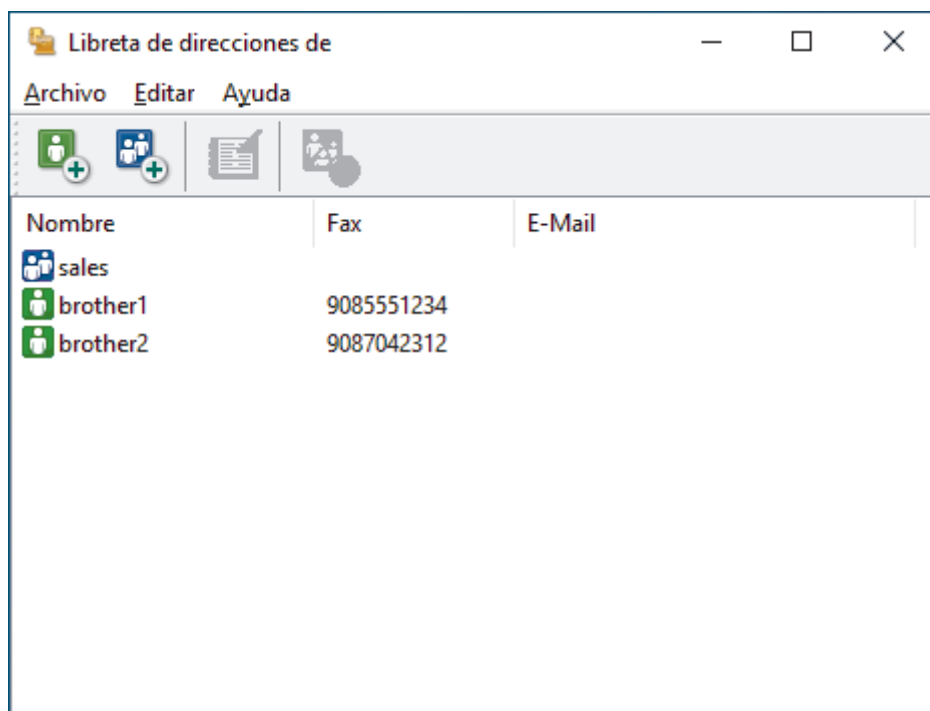 Libreta de direcciones de
Archivo Editar Ayuda
Nombre Fax E-Mail
sales
brother1 9085551234
brother2 9087042312